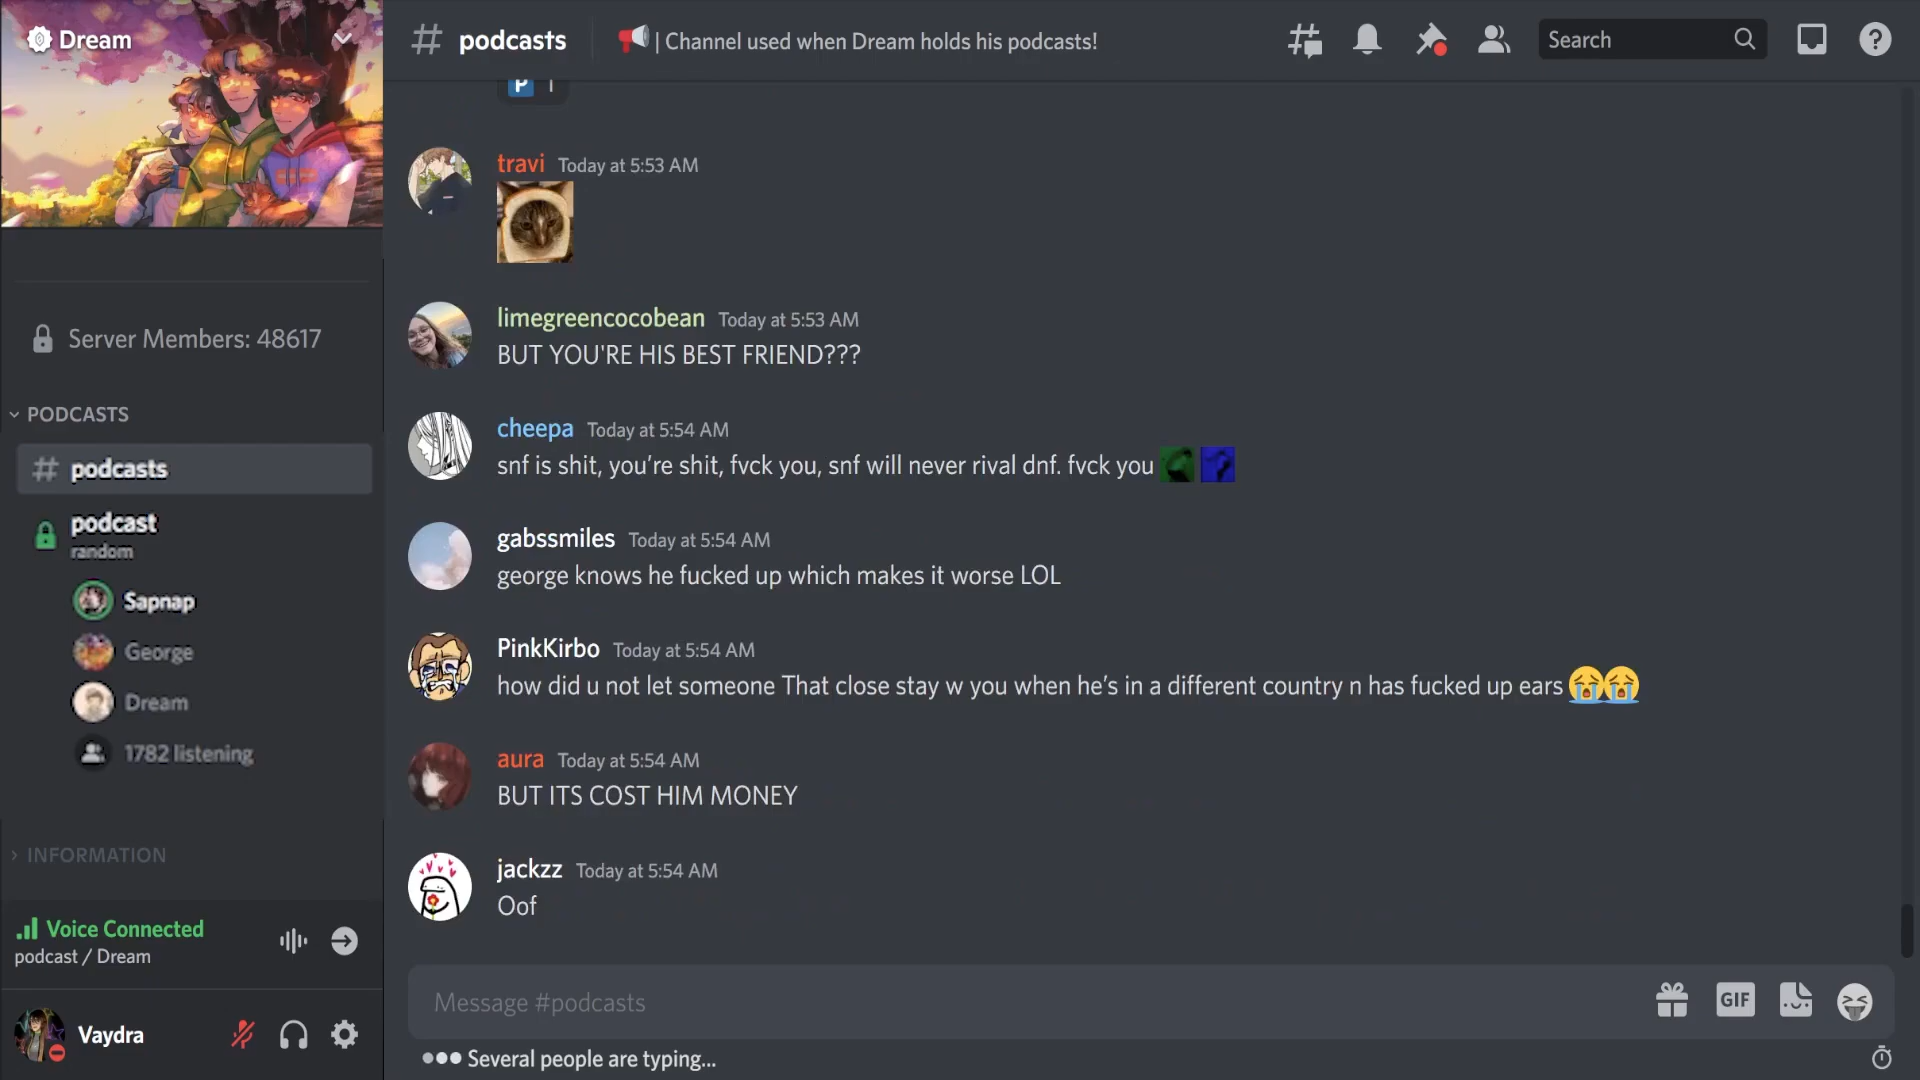 Dream
podcasts
| Channel used when Dream holds his podcasts!
Search
P 1
travi Today at 5:53 AM
limegreencocobean Today at 5:53 AM
BUT YOU'RE HIS BEST FRIEND???
cheepa Today at 5:54 AM
snf is shit, you're shit, fvck you, snf will never rival dnf. fvck you
gabssmiles Today at 5:54 AM
george knows he fucked up which makes it worse LOL
PinkKirbo Today at 5:54 AM
how did u not let someone That close stay w you when he's in a different country n has fucked up ears
aura Today at 5:54 AM
BUT ITS COST HIM MONEY
jackzz Today at 5:54 AM
Oof
Message #podcasts
GIF
Several people are typing...
Server Members: 48617
PODCASTS
podcasts
podcast
random
Sapnap
George
Dream
1782 listening
INFORMATION
Voice Connected
podcast / Dream
Vaydra